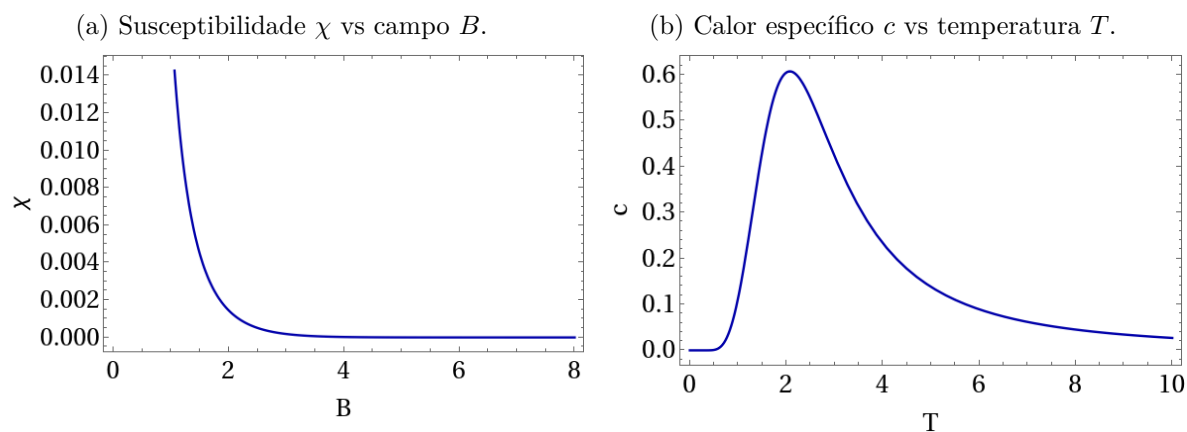 (a) Susceptibilidade χ vs campo B.
0.014
0.012
0.010
0.008
0.006
0.004
0.002
0.000
χ
0 2 4 6 8
B
(b) Calor específico c vs temperatura T.
0.6
0.5
0.4
0.3
0.2
0.1
0.0
c
0 2 4 6 8 10
T